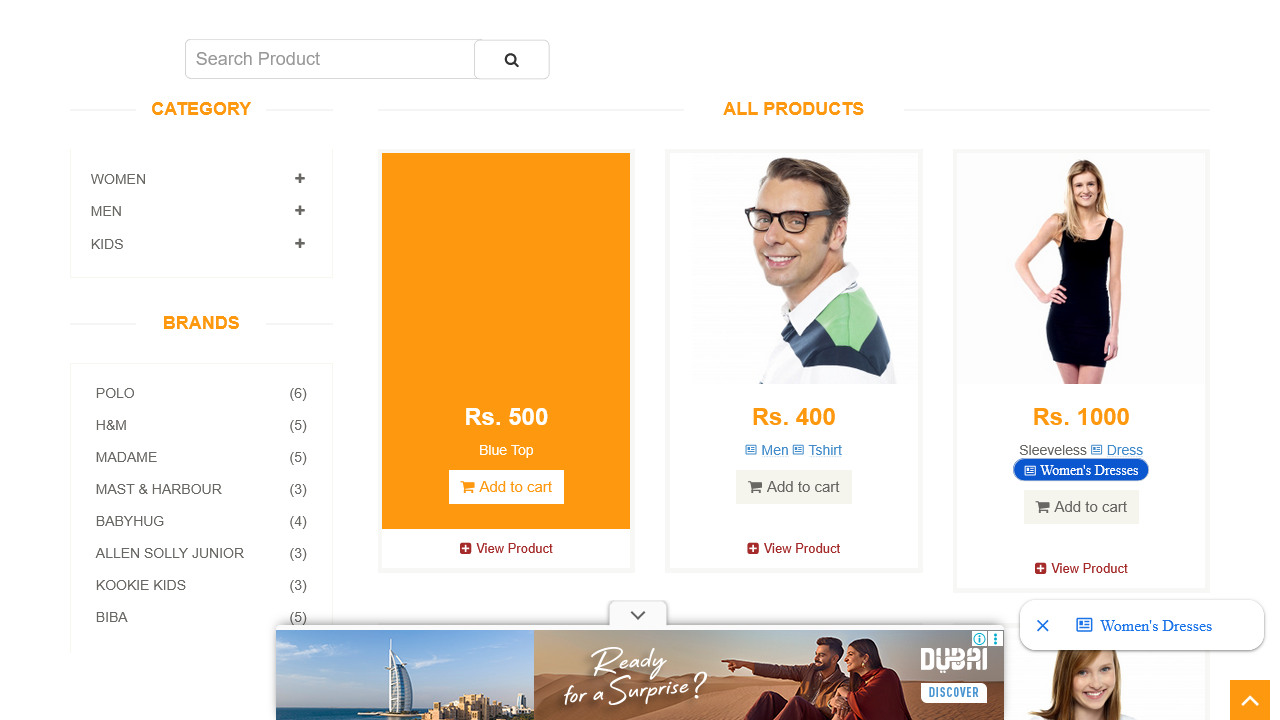 Search Product
CATEGORY
ALL PRODUCTS
WOMEN
MEN
KIDS
BRANDS
POLO (6)
H&M (5)
MADAME (5)
MAST & HARBOUR (3)
BABYHUG (4)
ALLEN SOLLY JUNIOR (3)
KOOKIE KIDS (3)
BIBA (5)
Rs. 500
Blue Top
Add to cart
View Product
Rs. 400
Men Tshirt
Add to cart
View Product
Rs. 1000
Sleeveless Dress
Women's Dresses
Add to cart
View Product
Women's Dresses
Ready
for a Surprise?
DUBAI
DISCOVER